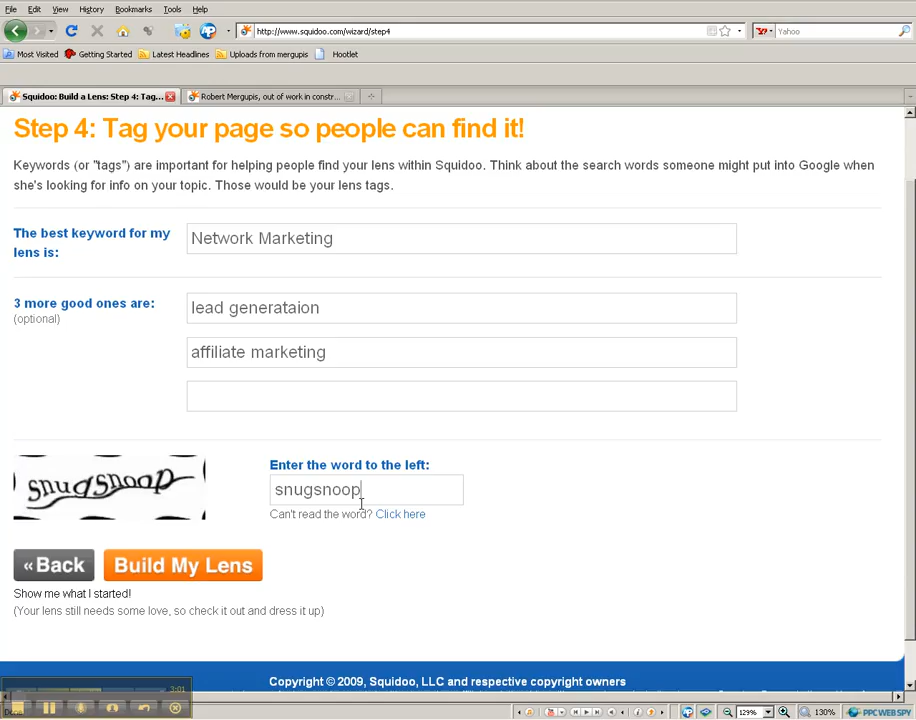 File Edit View History Bookmarks Tools Help
http://www.squidoo.com/wizard/step4
Yahoo
Most Visited Getting Started Latest Headlines Uploads from mergupis Hootlet
Squidoo: Build a Lens: Step 4: Tag... Robert Mergupis, out of work in constr...
Step 4: Tag your page so people can find it!
Keywords (or "tags") are important for helping people find your lens within Squidoo. Think about the search words someone might put into Google when
she's looking for info on your topic. Those would be your lens tags.
The best keyword for my
lens is:
Network Marketing
3 more good ones are:
(optional)
lead generataion
affiliate marketing
snugsnoop
Enter the word to the left:
snugsnoop
Can't read the word? Click here
«Back Build My Lens
Show me what I started!
(Your lens still needs some love, so check it out and dress it up)
Copyright © 2009, Squidoo, LLC and respective copyright owners
3:01
129% 130% PPC WEB SPY